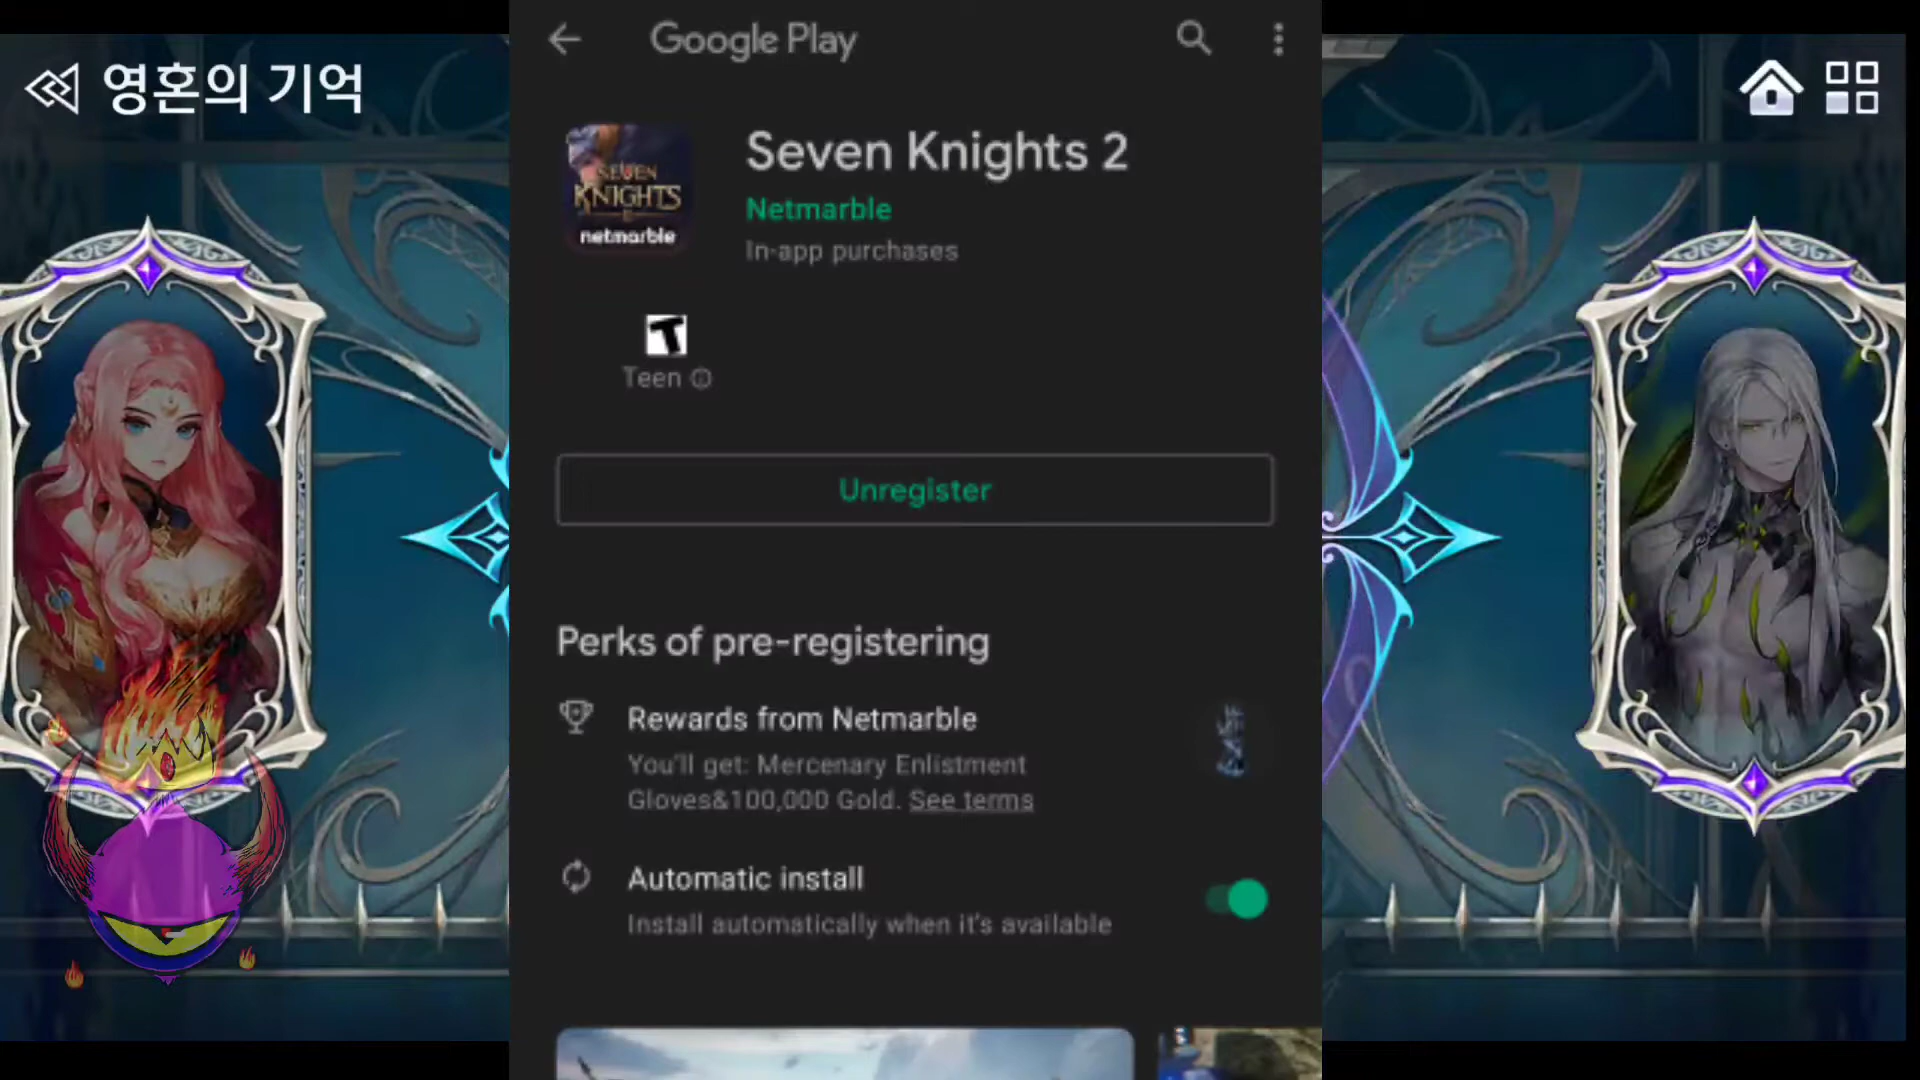 영혼의 기억
Google Play
Seven Knights 2
Netmarble
In-app purchases
SEVEN
KNIGHTS
netmarble
T
Teen
Unregister
Perks of pre-registering
Rewards from Netmarble
You'll get: Mercenary Enlistment
Gloves&100,000 Gold. See terms
Automatic install
Install automatically when it's available